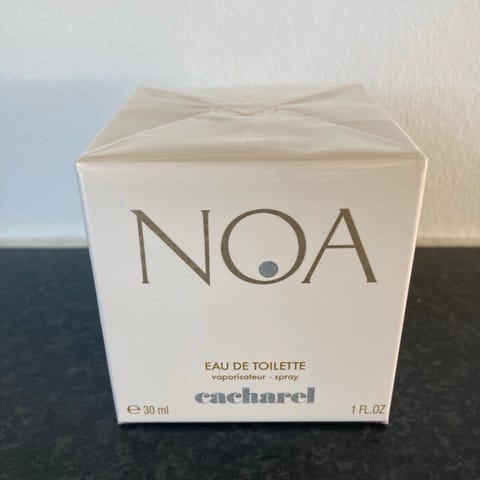 NOA
EAU DE TOILETTE
vaporisateur - spray
cacharel
℮ 30 ml 1 FL.OZ